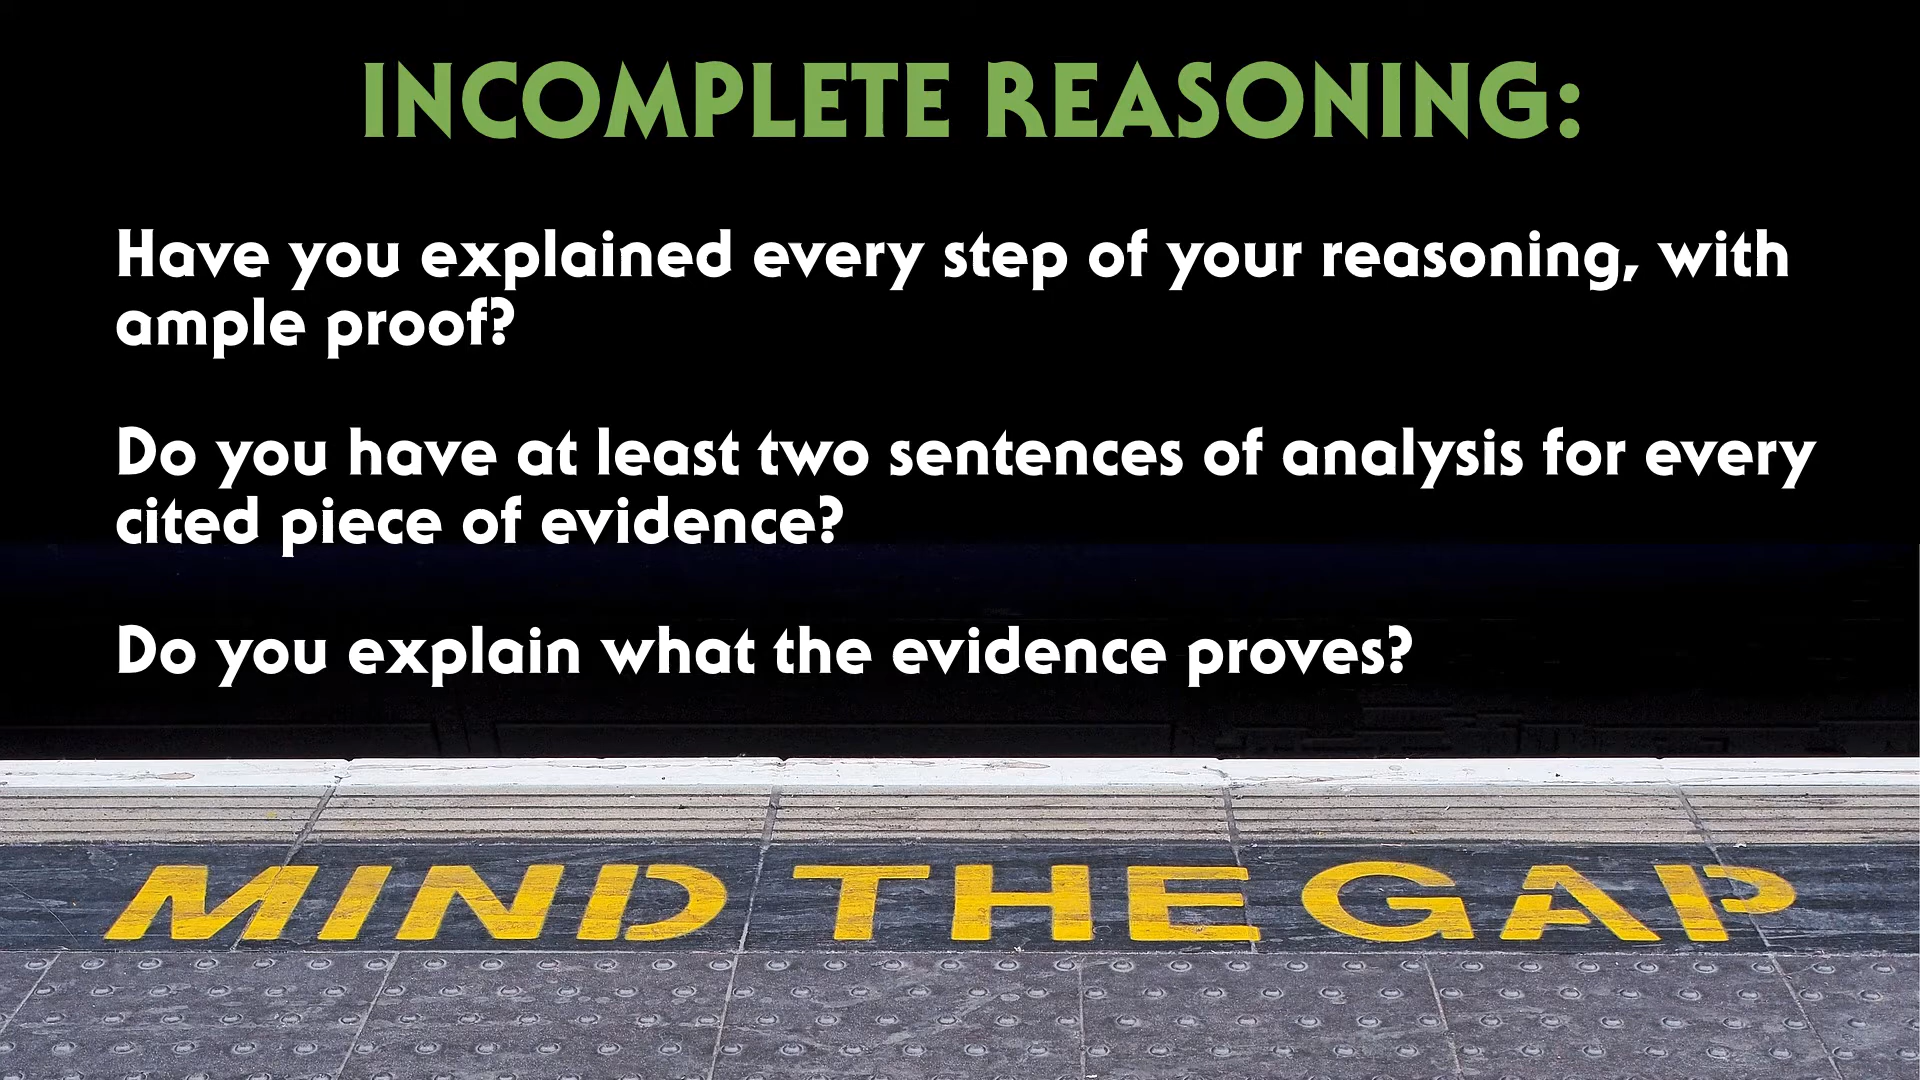 INCOMPLETE REASONING:
Have you explained every step of your reasoning, with
ample proof?
Do you have at least two sentences of analysis for every
cited piece of evidence?
Do you explain what the evidence proves?
MIND THE GAP